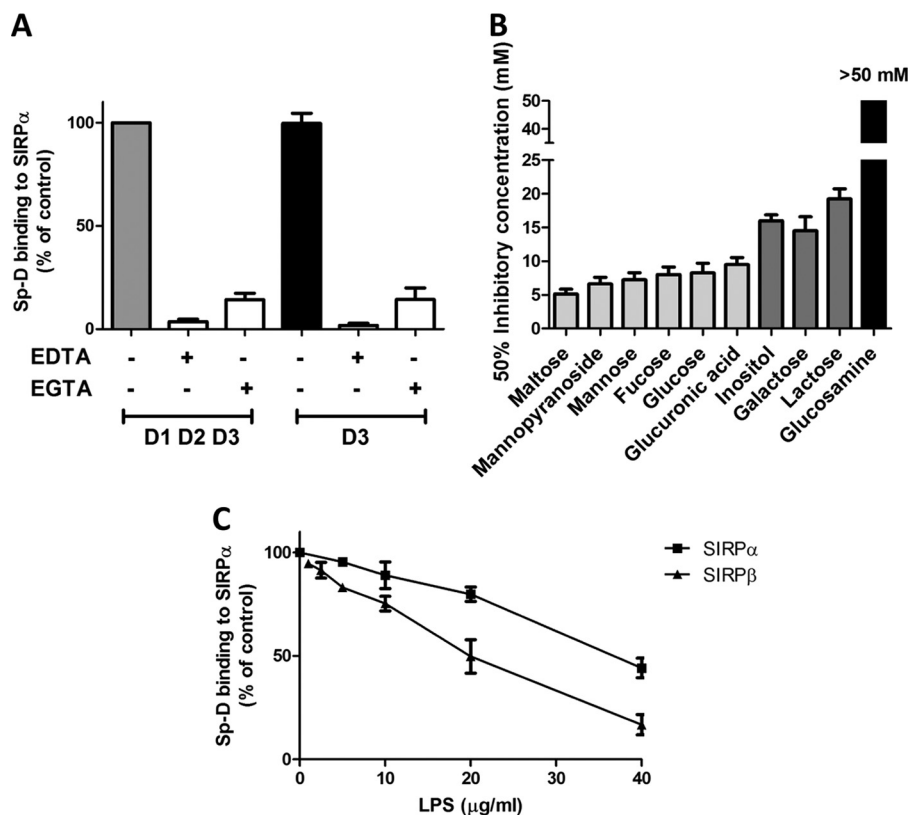 A
Sp-D binding to SIRPα
(% of control)
100
50
0
EDTA - + - - + -
EGTA - - + - - +
D1 D2 D3 D3
B
50% Inhibitory concentration (mM)
>50 mM
50
40
30
25
20
15
10
5
0
Maltose
Mannopyranoside
Mannose
Fucose
Glucose
Glucuronic acid
Inositol
Galactose
Lactose
Glucosamine
C
Sp-D binding to SIRPα
(% of control)
100
50
0
0 10 20 30 40
LPS (μg/ml)
SIRPα
SIRPβ